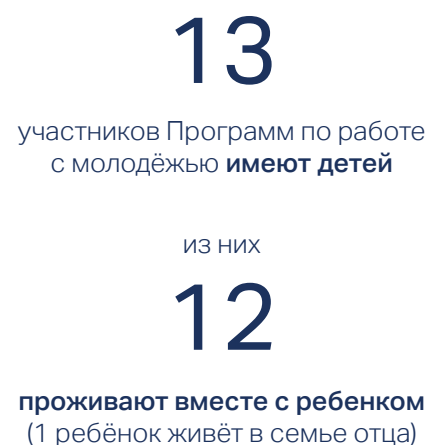 13
участников Программ по работе
с молодёжью имеют детей
из них
12
проживают вместе с ребенком
(1 ребёнок живёт в семье отца)